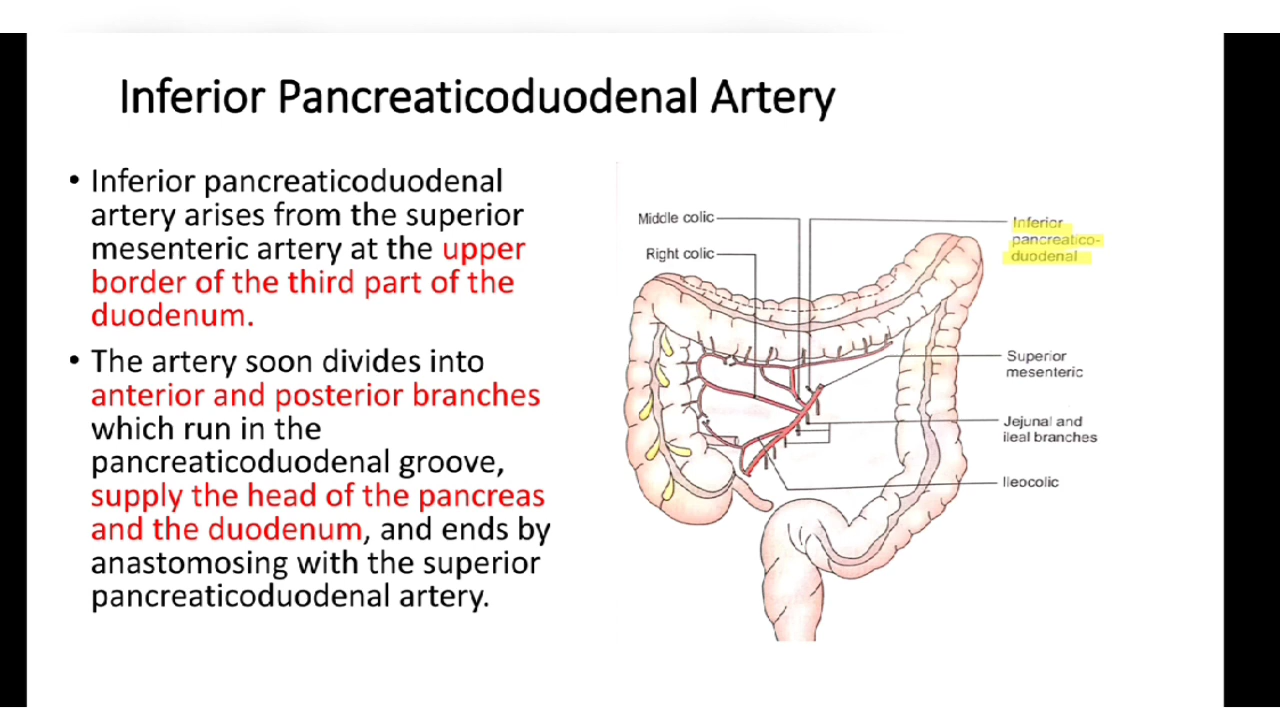 Inferior Pancreaticoduodenal Artery
• Inferior pancreaticoduodenal
artery arises from the superior
mesenteric artery at the upper
border of the third part of the
duodenum.
• The artery soon divides into
anterior and posterior branches
which run in the
pancreaticoduodenal groove,
supply the head of the pancreas
and the duodenum, and ends by
anastomosing with the superior
pancreaticoduodenal artery.
Middle colic
Right colic
Inferior
pancreatico-
duodenal
Superior
mesenteric
Jejunal and
ileal branches
Ileocolic